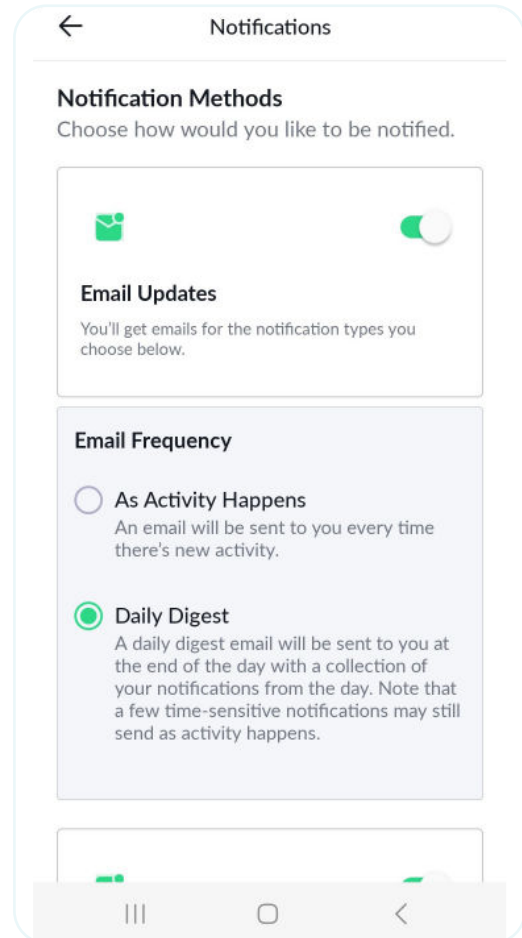 Notifications
Notification Methods
Choose how would you like to be notified.
Email Updates
You'll get emails for the notification types you
choose below.
Email Frequency
As Activity Happens
An email will be sent to you every time
there's new activity.
Daily Digest
A daily digest email will be sent to you at
the end of the day with a collection of
your notifications from the day. Note that
a few time-sensitive notifications may still
send as activity happens.